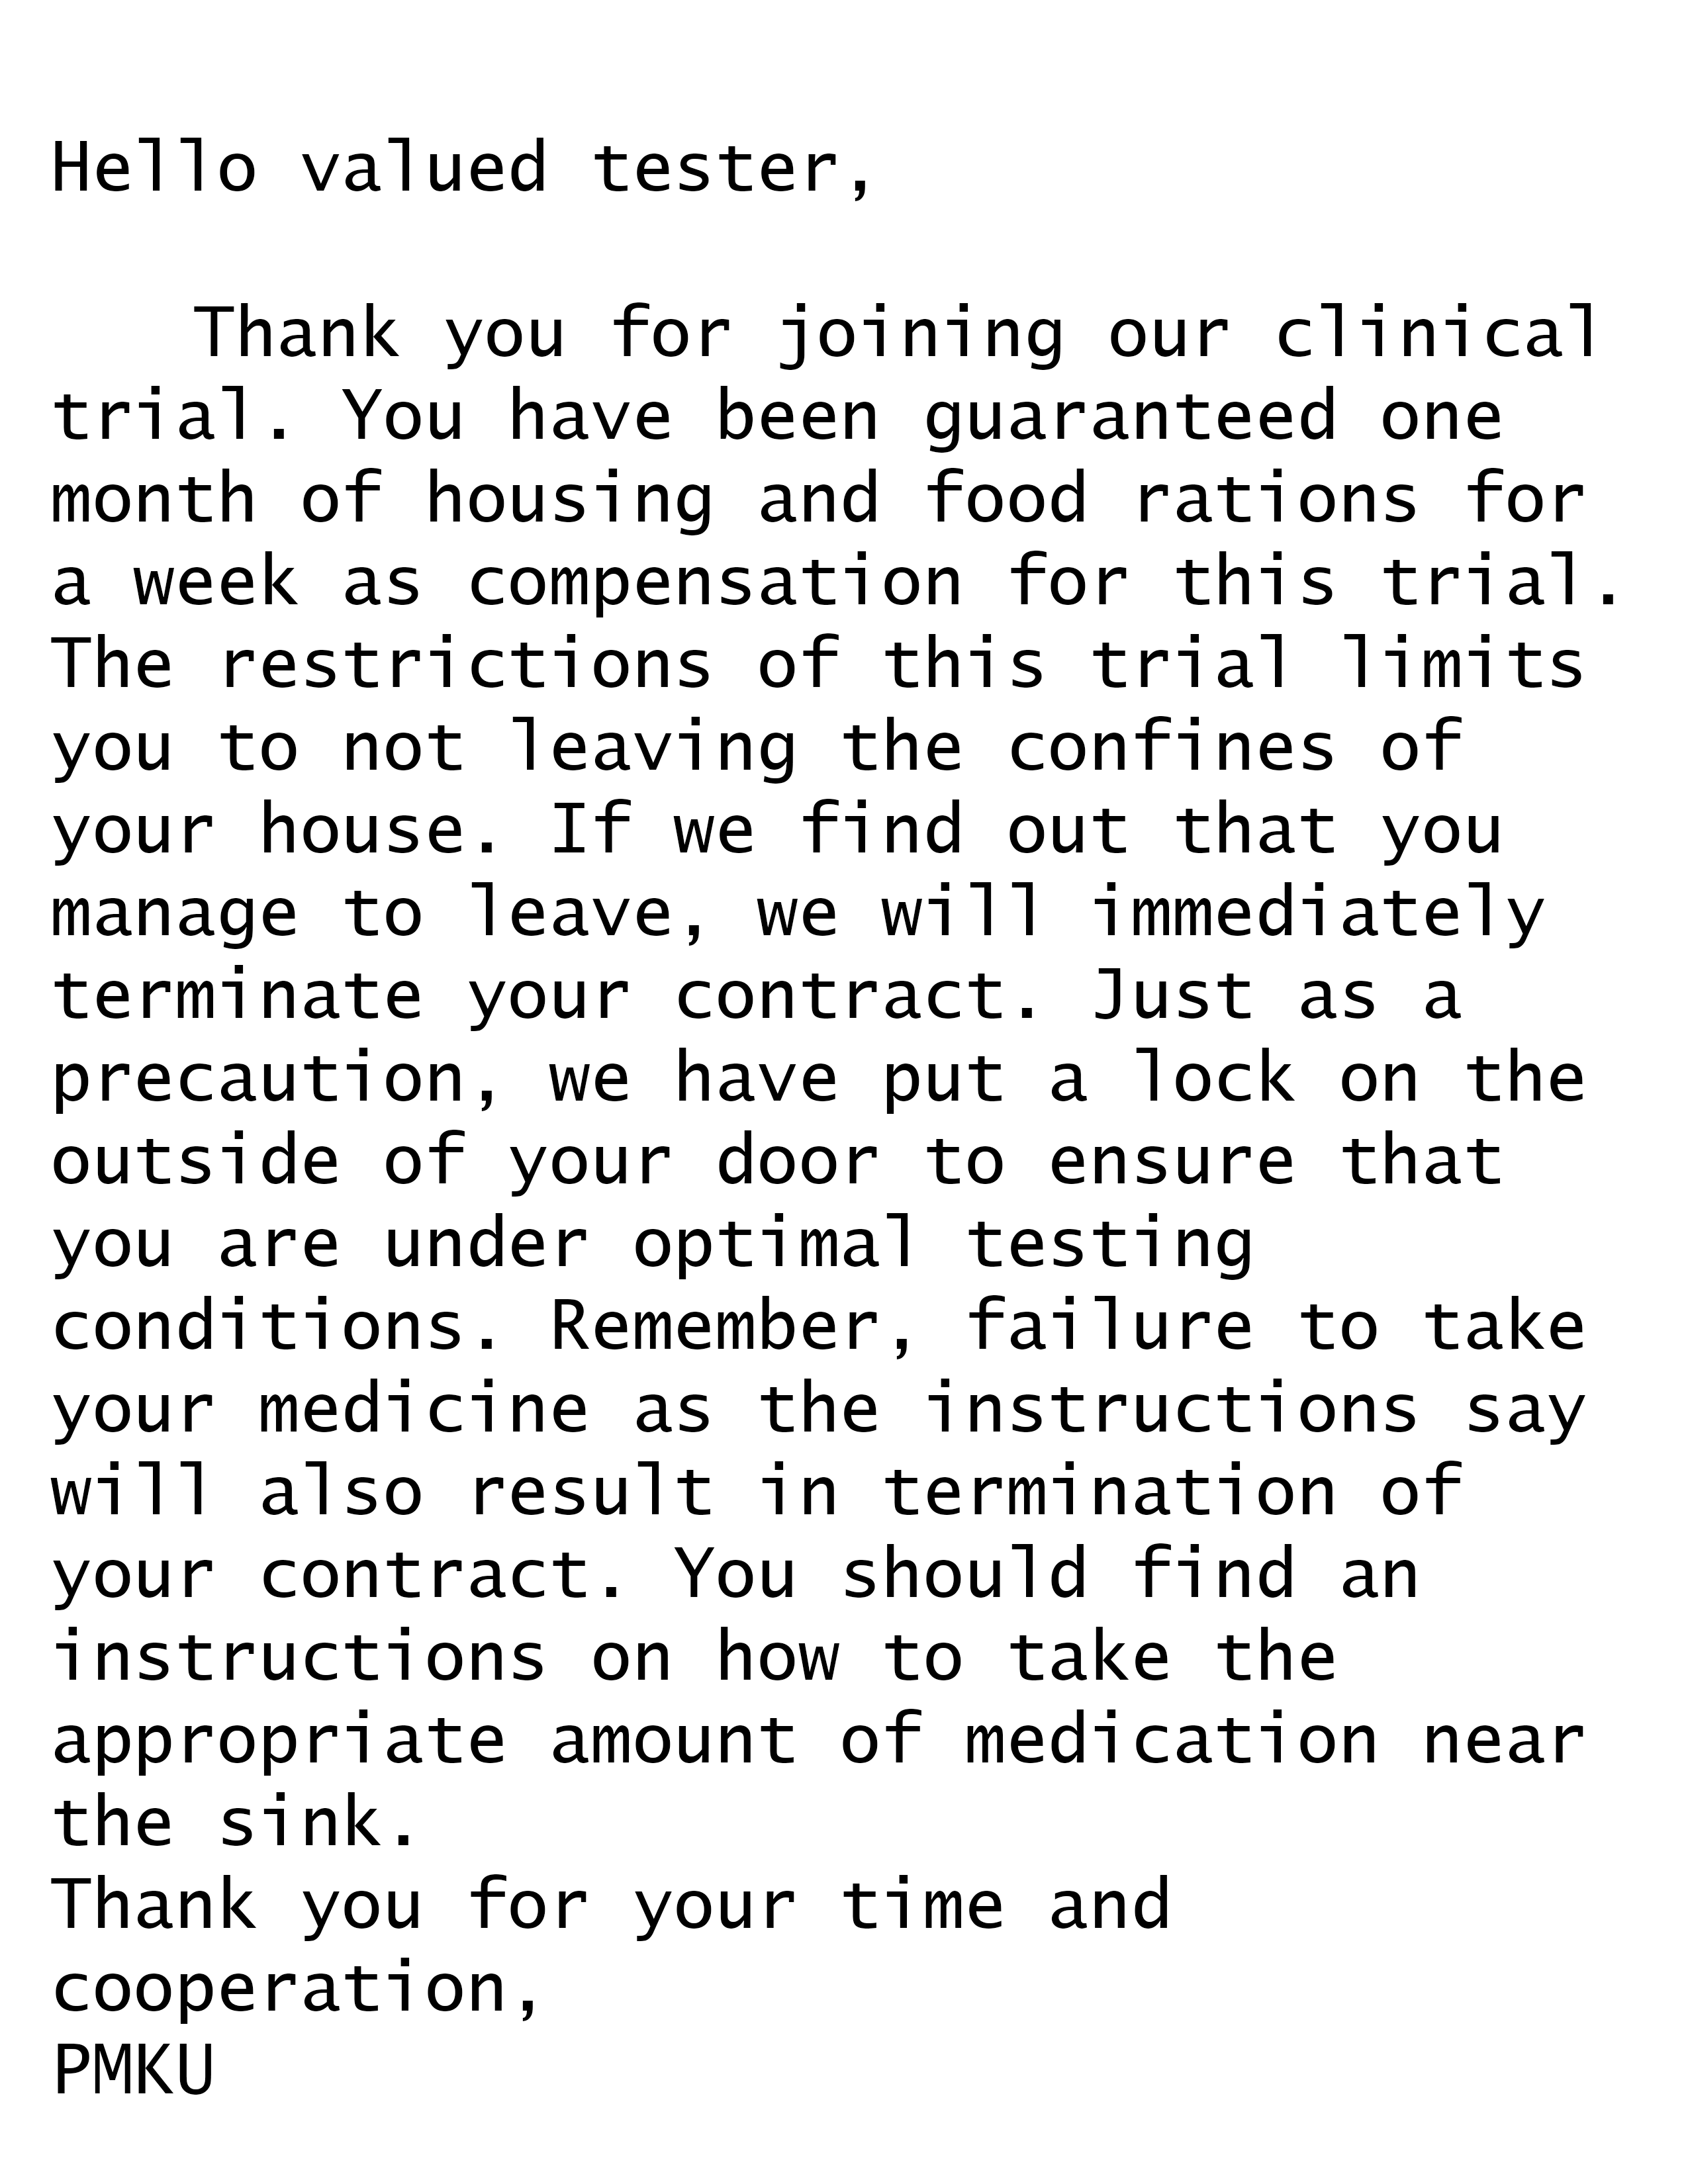 Hello valued tester,
Thank you for joining our clinical
trial. You have been guaranteed one
month of housing and food rations for
a week as compensation for this trial.
The restrictions of this trial limits
you to not leaving the confines of
your house. If we find out that you
manage to leave, we will immediately
terminate your contract. Just as a
precaution, we have put a lock on the
outside of your door to ensure that
you are under optimal testing
conditions. Remember, failure to take
your medicine as the instructions say
will also result in termination of
your contract. You should find an
instructions on how to take the
appropriate amount of medication near
the sink.
Thank you for your time and
cooperation,
PMKU